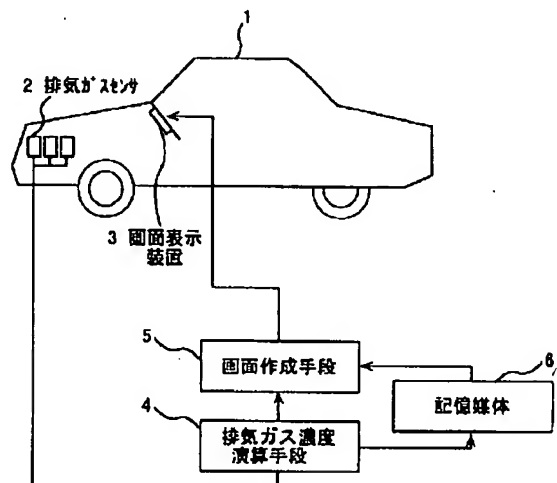 1
2 排気ガスセンサ
3 画面表示
装置
5
画面作成手段
6
記憶媒体
4
排気ガス濃度
演算手段